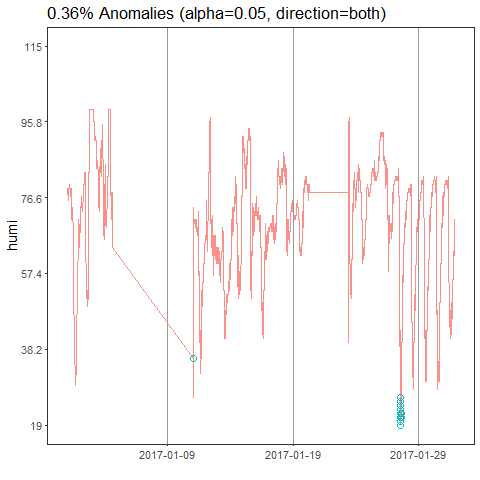 0.36% Anomalies (alpha=0.05, direction=both)
115
95.8
76.6
57.4
38.2
19
humi
2017-01-09 2017-01-19 2017-01-29